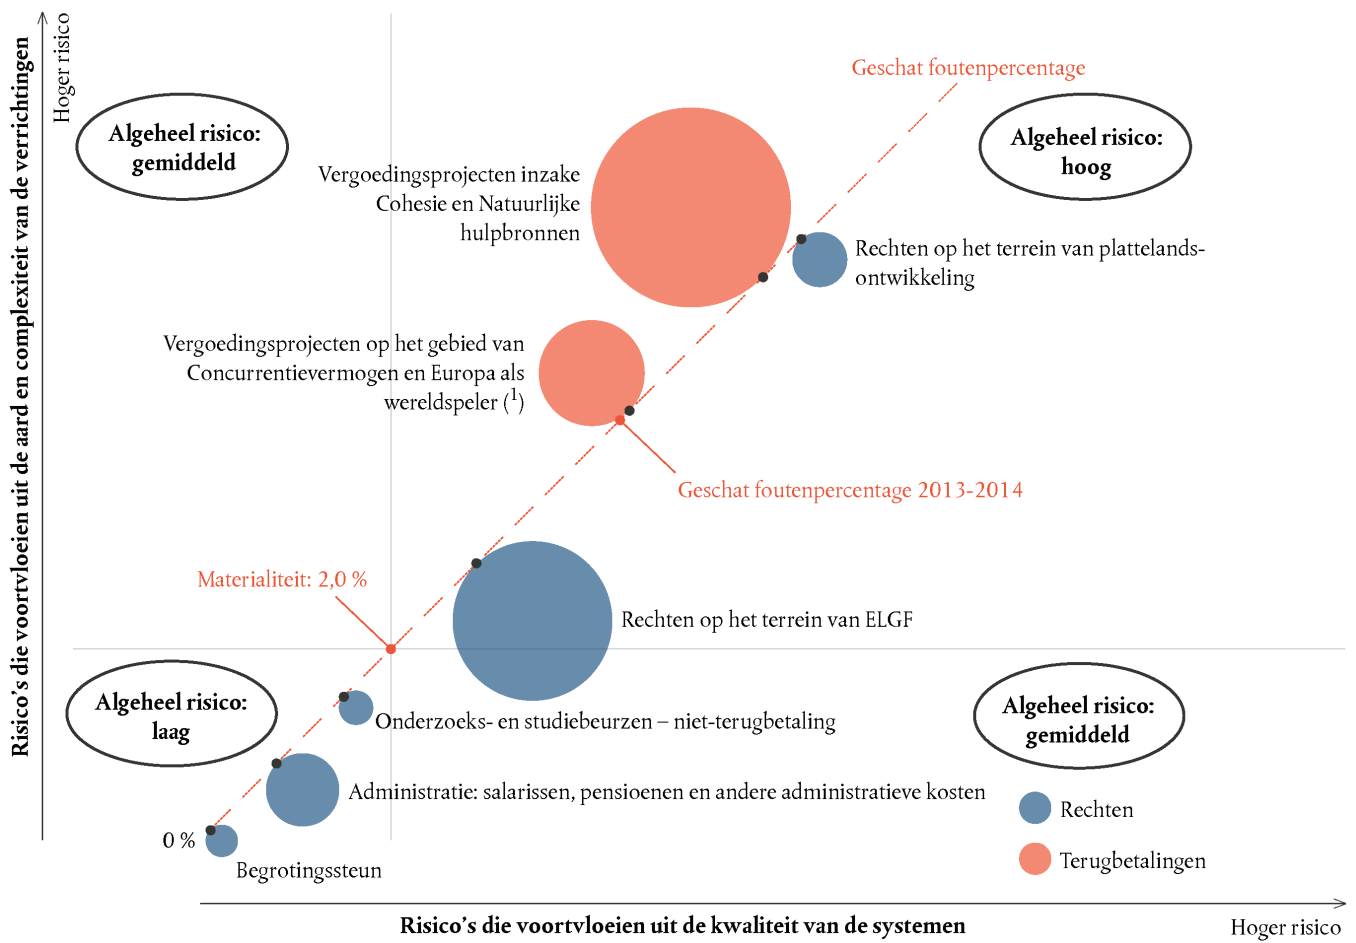 Risico's die voortvloeien uit de aard en complexiteit van de verrichtingen
Hoger risico
Geschat foutenpercentage
Algeheel risico:
gemiddeld
Algeheel risico:
hoog
Vergoedingsprojecten inzake
Cohesie en Natuurlijke
hulpbronnen
Rechten op het terrein van plattelands-
ontwikkeling
Vergoedingsprojecten op het gebied van
Concurrentievermogen en Europa als
wereldspeler (1)
Geschat foutenpercentage 2013-2014
Materialiteit: 2,0 %
Rechten op het terrein van ELGF
Algeheel risico:
laag
Algeheel risico:
gemiddeld
Onderzoeks- en studiebeurzen – niet-terugbetaling
Administratie: salarissen, pensioenen en andere administratieve kosten
Rechten
0 %
Terugbetalingen
Begrotingssteun
Risico's die voortvloeien uit de kwaliteit van de systemen
Hoger risico